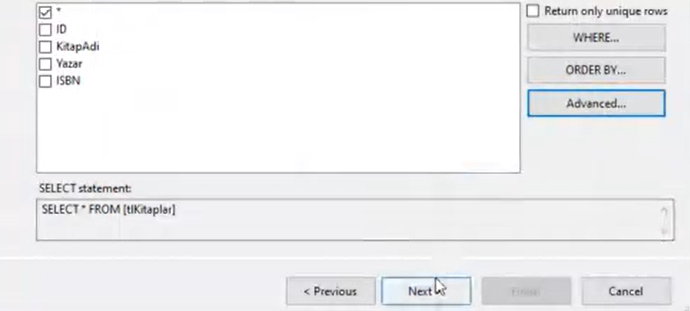 *
Return only unique rows
ID
WHERE...
KitapAdi
Yazar
ORDER BY...
ISBN
Advanced...
SELECT statement:
SELECT * FROM [tlKitaplar]
< Previous
Next
Cancel